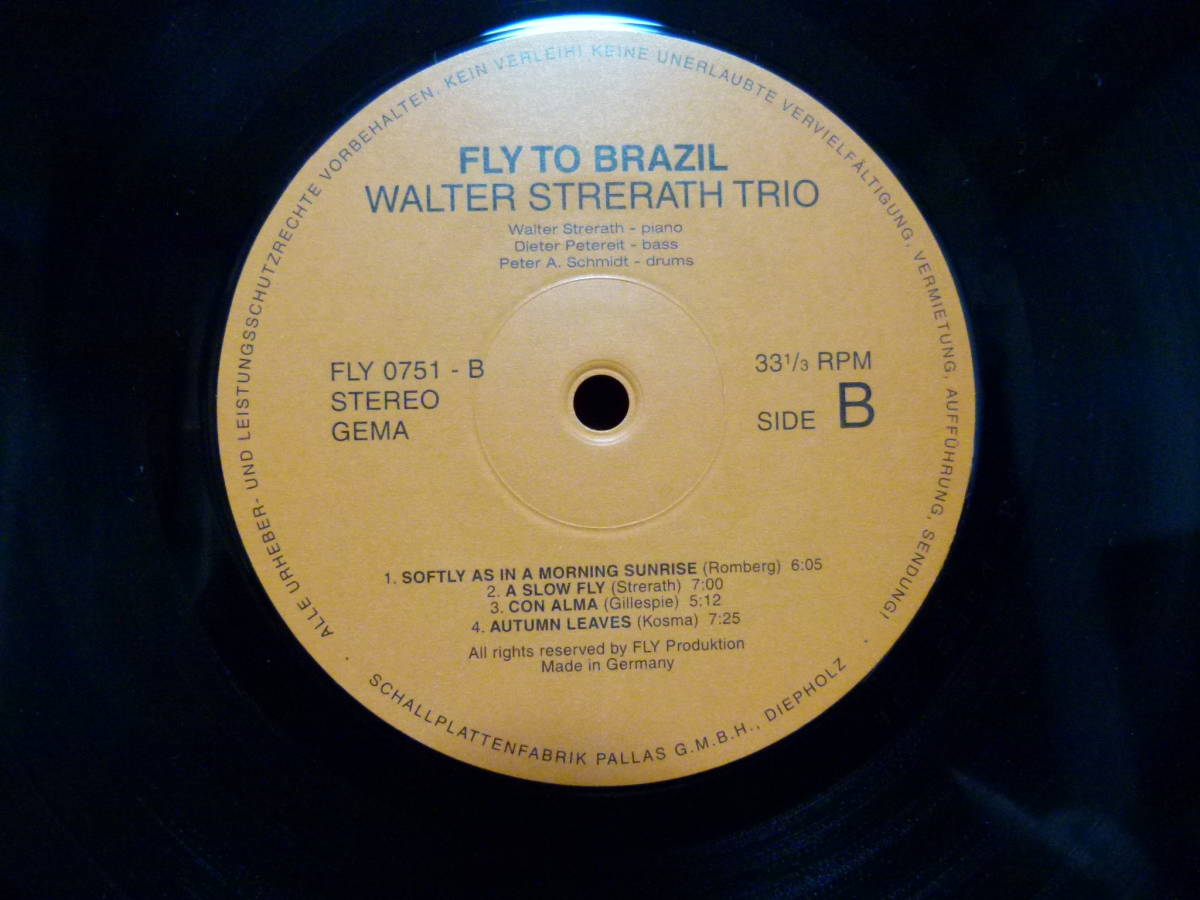 ALLE URHEBER- UND LEISTUNGSSCHUTZRECHTE VORBEHALTEN. KEIN VERLEIH! KEINE UNERLAUBTE VERVIELFÄLTIGUNG, VERMIETUNG, AUFFÜHRUNG, SENDUNG!
FLY TO BRAZIL
WALTER STRERATH TRIO
Walter Strerath - piano
Dieter Petereit - bass
Peter A. Schmidt - drums
FLY 0751 - B
STEREO
GEMA
33 1/3 RPM
SIDE B
1. SOFTLY AS IN A MORNING SUNRISE (Romberg) 6:05
2. A SLOW FLY (Strerath) 7:00
3. CON ALMA (Gillespie) 5:12
4. AUTUMN LEAVES (Kosma) 7:25
All rights reserved by FLY Produktion
Made in Germany
SCHALLPLATTENFABRIK PALLAS G.M.B.H., DIEPHOLZ